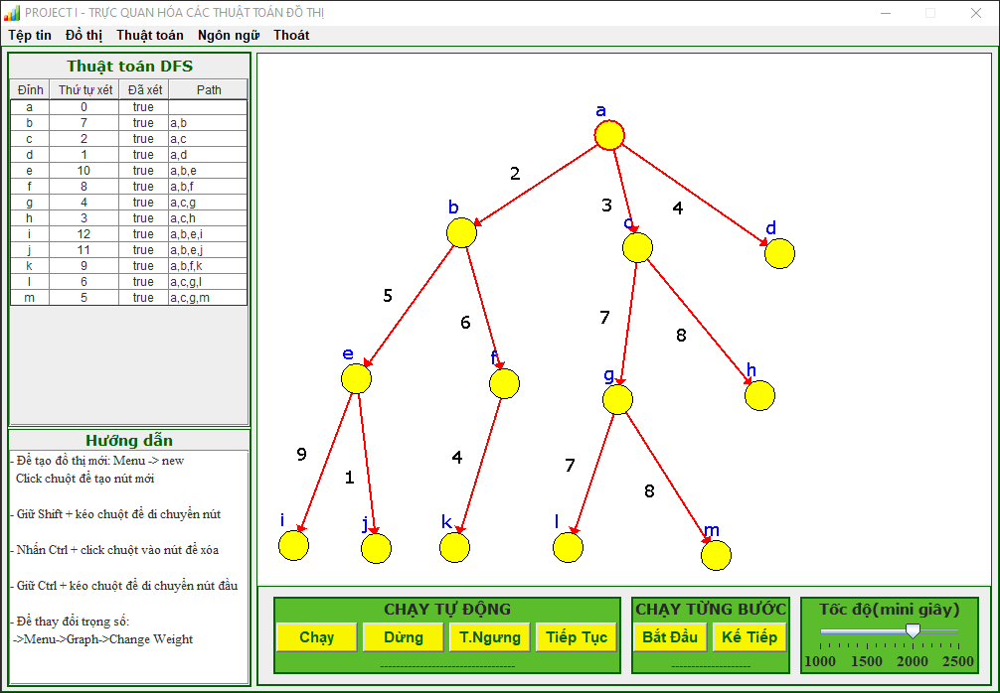 PROJECT I - TRỰC QUAN HÓA CÁC THUẬT TOÁN ĐỒ THỊ
Tệp tin Đồ thị Thuật toán Ngôn ngữ Thoát
Thuật toán DFS
Đỉnh Thứ tự xét Đã xét Path
a 0 true
b 7 true a,b
c 2 true a,c
d 1 true a,d
e 10 true a,b,e
f 8 true a,b,f
g 4 true a,c,g
h 3 true a,c,h
i 12 true a,b,e,i
j 11 true a,b,e,j
k 9 true a,b,f,k
l 6 true a,c,g,l
m 5 true a,c,g,m
Hướng dẫn
- Để tạo đồ thị mới: Menu -> new
Click chuột để tạo nút mới
- Giữ Shift + kéo chuột để di chuyển nút
- Nhấn Ctrl + click chuột vào nút để xóa
- Giữ Ctrl + kéo chuột để di chuyển nút đầu
- Để thay đổi trọng số:
->Menu->Graph->Change Weight
a
2
3
4
b
c
d
5
6
7
8
e
f
g
h
9
1
4
7
8
i
j
k
l
m
CHẠY TỰ ĐỘNG
Chạy Dừng T.Ngưng Tiếp Tục
CHẠY TỪNG BƯỚC
Bắt Đầu Kế Tiếp
Tốc độ(mini giây)
1000 1500 2000 2500